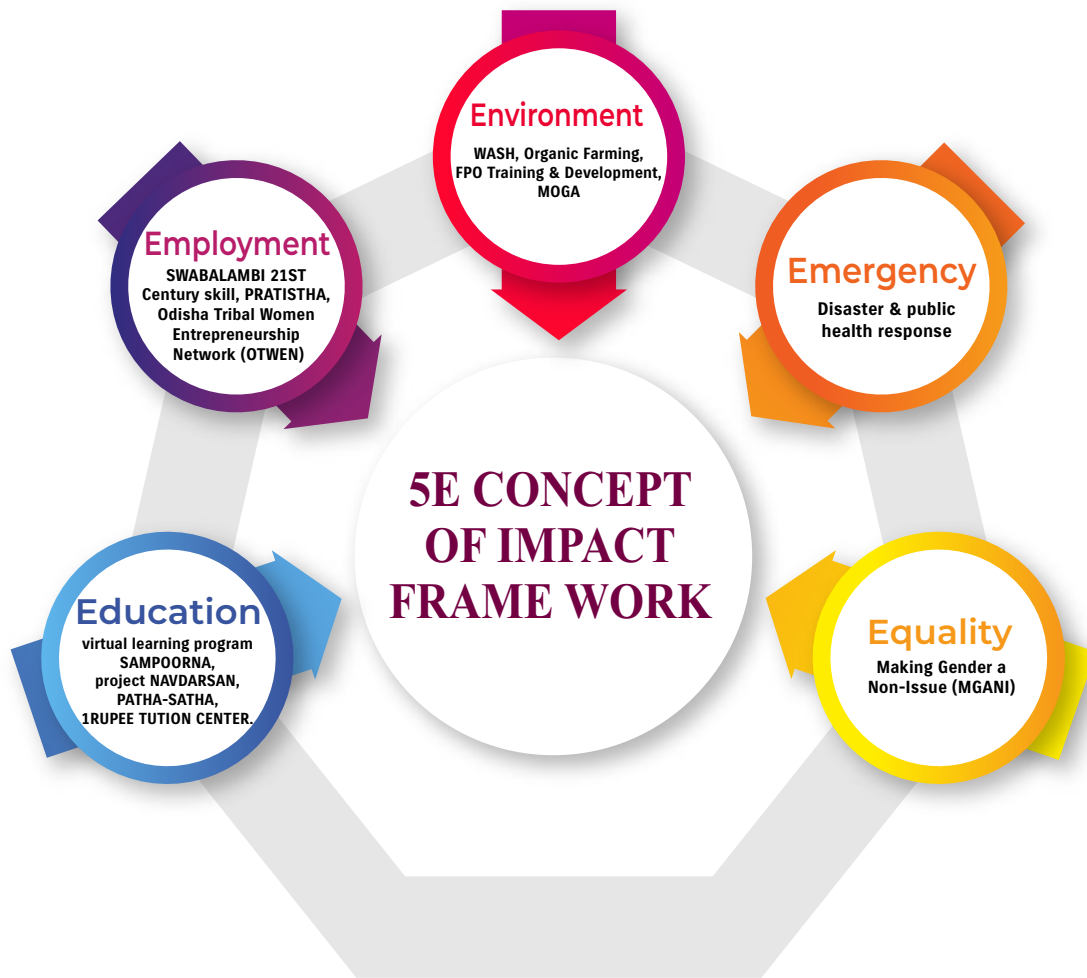 Environment
WASH, Organic Farming,
FPO Training & Development,
MOGA
Employment
SWABALAMBI 21ST
Century skill, PRATISTHA,
Odisha Tribal Women
Entrepreneurship
Network (OTWEN)
Emergency
Disaster & public
health response
5E CONCEPT
OF IMPACT
FRAME WORK
Education
virtual learning program
SAMPOORNA,
project NAVDARSAN,
PATHA-SATHA,
1RUPEE TUTION CENTER.
Equality
Making Gender a
Non-Issue (MGANI)